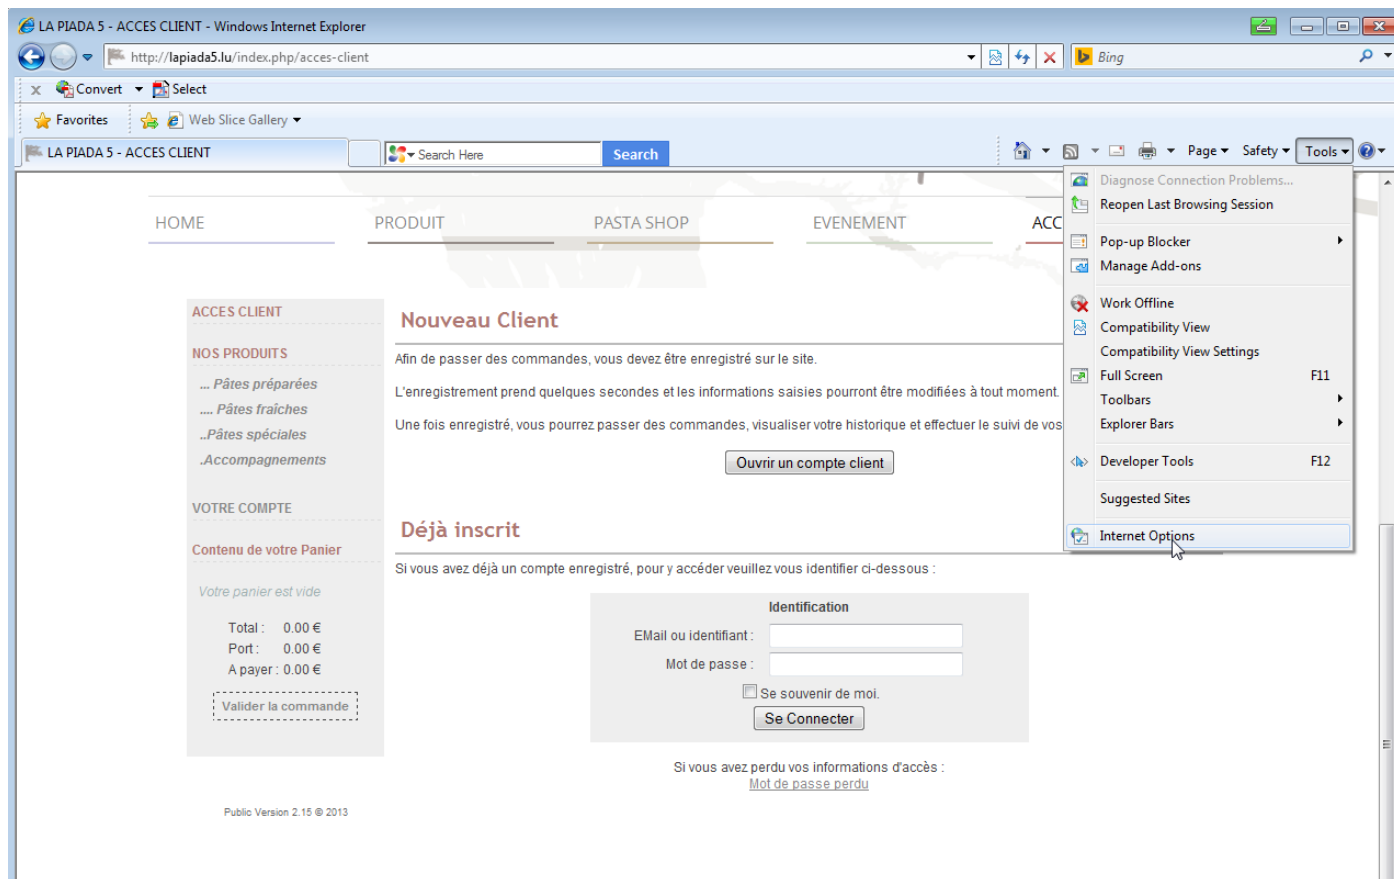 LA PIADA 5 - ACCES CLIENT - Windows Internet Explorer
http://lapiada5.lu/index.php/acces-client
Bing
x Convert Select
Favorites Web Slice Gallery
LA PIADA 5 - ACCES CLIENT
Search Here Search
Page Safety Tools
HOME PRODUIT PASTA SHOP EVENEMENT ACC
Diagnose Connection Problems...
Reopen Last Browsing Session
Pop-up Blocker
Manage Add-ons
Work Offline
Compatibility View
Compatibility View Settings
Full Screen F11
Toolbars
Explorer Bars
Developer Tools F12
Suggested Sites
Internet Options
ACCES CLIENT
NOS PRODUITS
... Pâtes préparées
.... Pâtes fraîches
..Pâtes spéciales
.Accompagnements
VOTRE COMPTE
Contenu de votre Panier
Votre panier est vide
Total : 0.00 €
Port : 0.00 €
A payer : 0.00 €
Valider la commande
Public Version 2.15 © 2013
Nouveau Client
Afin de passer des commandes, vous devez être enregistré sur le site.
L'enregistrement prend quelques secondes et les informations saisies pourront être modifiées à tout moment.
Une fois enregistré, vous pourrez passer des commandes, visualiser votre historique et effectuer le suivi de vos
Ouvrir un compte client
Déjà inscrit
Si vous avez déjà un compte enregistré, pour y accéder veuillez vous identifier ci-dessous :
Identification
EMail ou identifiant :
Mot de passe :
Se souvenir de moi.
Se Connecter
Si vous avez perdu vos informations d'accès :
Mot de passe perdu